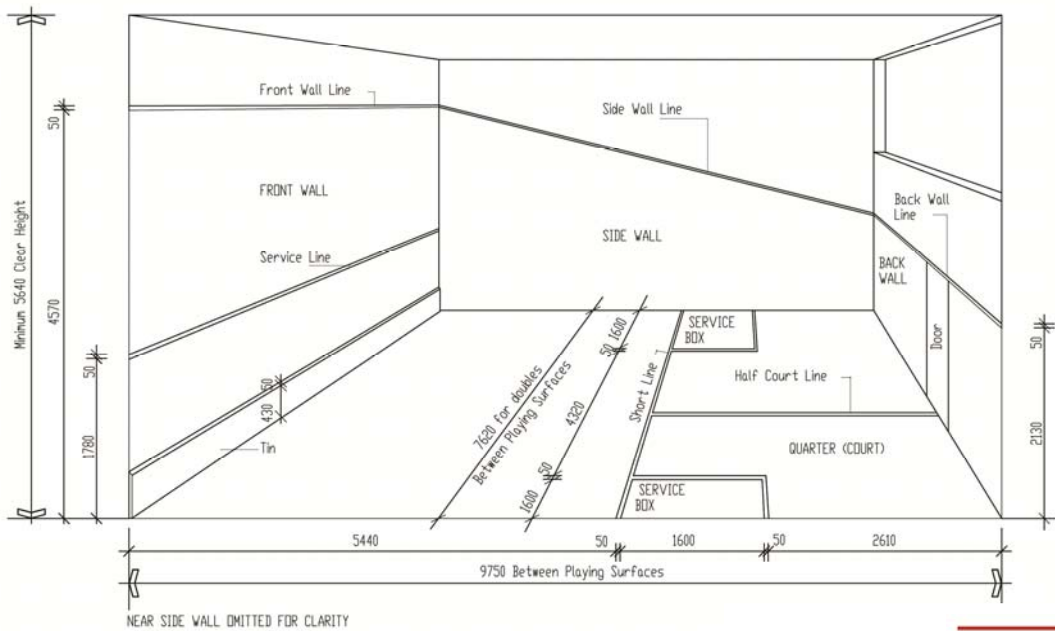 Front Wall Line
Side Wall Line
50
Minimum 5640 Clear Height
FRONT WALL
Back Wall
Line
4570
Service Line
SIDE WALL
BACK
WALL
1600
SERVICE
BOX
50
50
50
Door
Short Line
Half Court Line
60
7620 for doubles
Between Playing Surfaces
4320
430
1780
Tin
QUARTER (COURT)
2130
50
1600
SERVICE
BOX
5440
50
1600
50
2610
9750 Between Playing Surfaces
NEAR SIDE WALL OMITTED FOR CLARITY